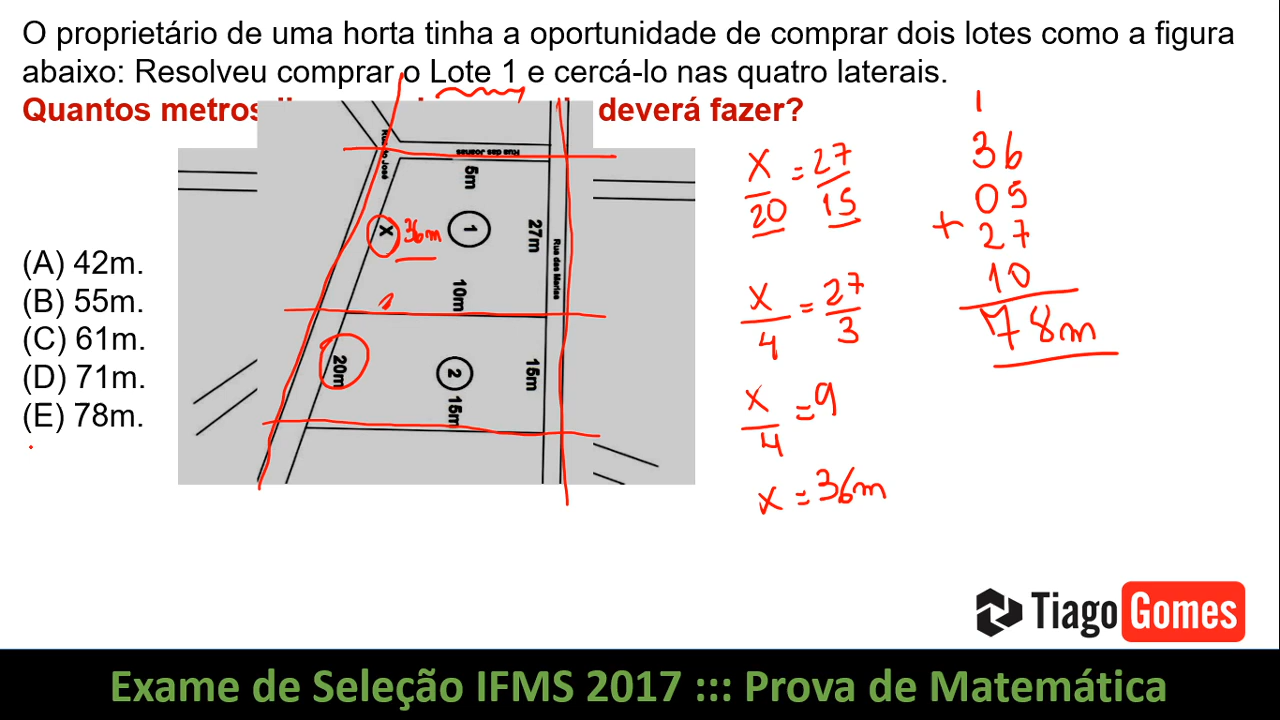 O proprietário de uma horta tinha a oportunidade de comprar dois lotes como a figura
abaixo: Resolveu comprar o Lote 1 e cercá-lo nas quatro laterais.
Quantos metros deverá fazer?
(A) 42m.
(B) 55m.
(C) 61m.
(D) 71m.
(E) 78m.
José
Rua das Joanas
Rua das Marias
5m
1
27m
X
36m
10m
20m
2
15m
15m
x/20 = 27/15
x/4 = 27/3
x/4 = 9
x = 36m
1
36
05
+ 27
10
78m
Tiago Gomes
Exame de Seleção IFMS 2017 ::: Prova de Matemática